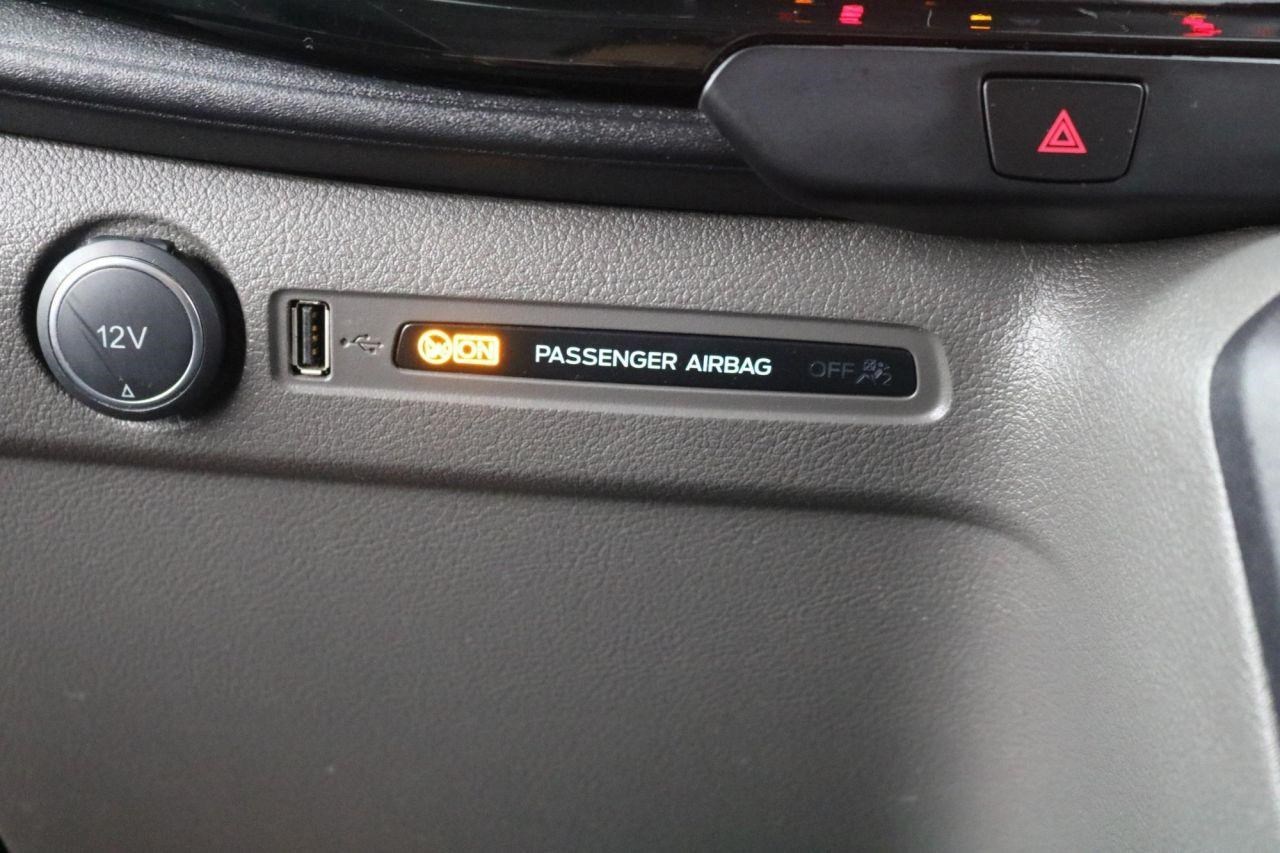 12V
ON PASSENGER AIRBAG OFF